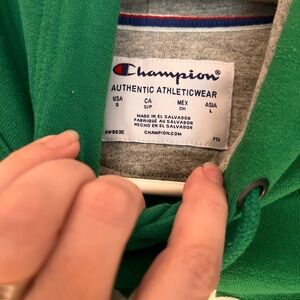 Champion®
AUTHENTIC ATHLETICWEAR
USA CA MEX ASIA
S S/P CH L
MADE IN EL SALVADOR
FABRIQUÉ AU SALVADOR
HECHO EN EL SALVADOR
CHAMPION.COM